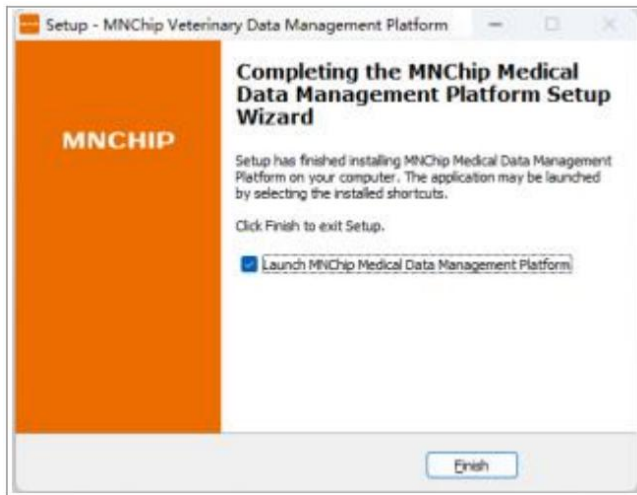 Setup - MNChip Veterinary Data Management Platform
MNCHIP
Completing the MNChip Medical
Data Management Platform Setup
Wizard
Setup has finished installing MNChip Medical Data Management
Platform on your computer. The application may be launched
by selecting the installed shortcuts.
Click Finish to exit Setup.
Launch MNChip Medical Data Management Platform
Finish